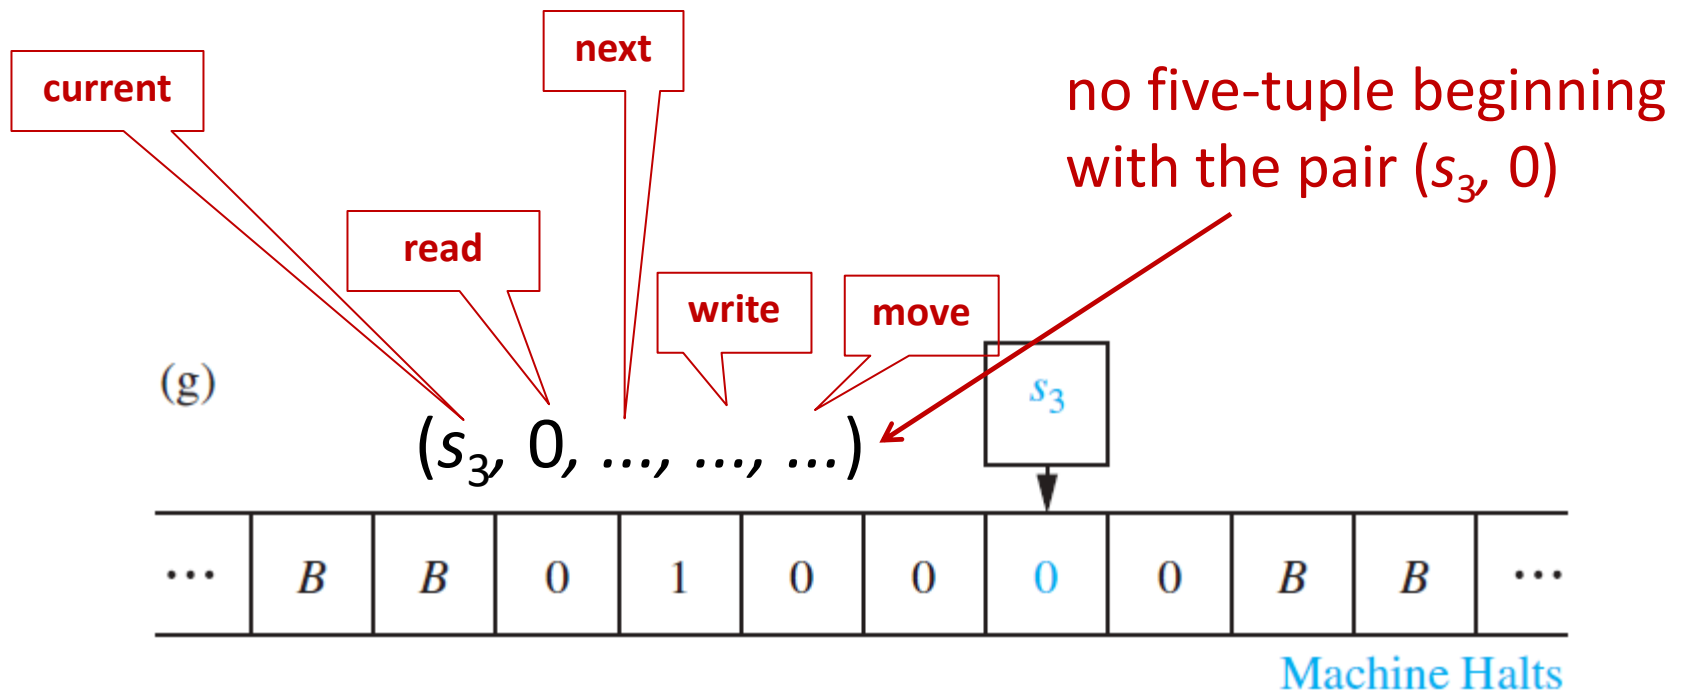 next
current
no five-tuple beginning
with the pair (s₃, 0)
read
write
move
(g)
s₃
(s₃, 0, ..., ..., ...)
... B B 0 1 0 0 0 0 B B ...
Machine Halts